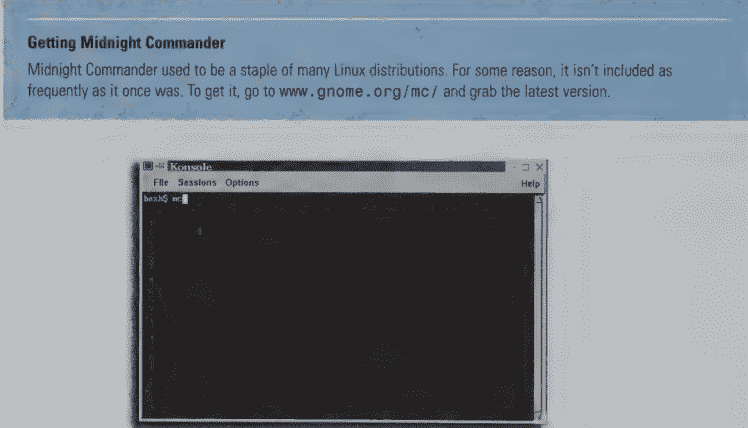 Getting Midnight Commander
Midnight Commander used to be a staple of many Linux distributions. For some reason, it isn't included as
frequently as it once was. To get it, go to www.gnome.org/mc/ and grab the latest version.
Konsole
File Sessions Options Help
bash$ mc